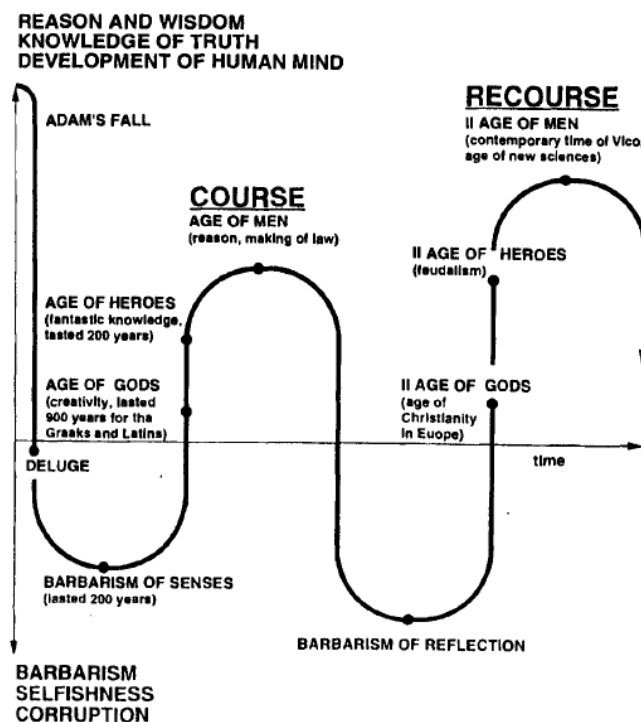 REASON AND WISDOM
KNOWLEDGE OF TRUTH
DEVELOPMENT OF HUMAN MIND
ADAM'S FALL
RECOURSE
II AGE OF MEN
(contemporary time of Vico,
age of new sciences)
COURSE
AGE OF MEN
(reason, making of law)
II AGE OF HEROES
(feudalism)
AGE OF HEROES
(fantastic knowledge,
tasted 200 years)
AGE OF GODS
(creativity, lasted
900 years for tha
Graaks and Latins)
II AGE OF GODS
(age of
Christianity
in Euope)
DELUGE
time
BARBARISM OF SENSES
(lasted 200 years)
BARBARISM OF REFLECTION
BARBARISM
SELFISHNESS
CORRUPTION